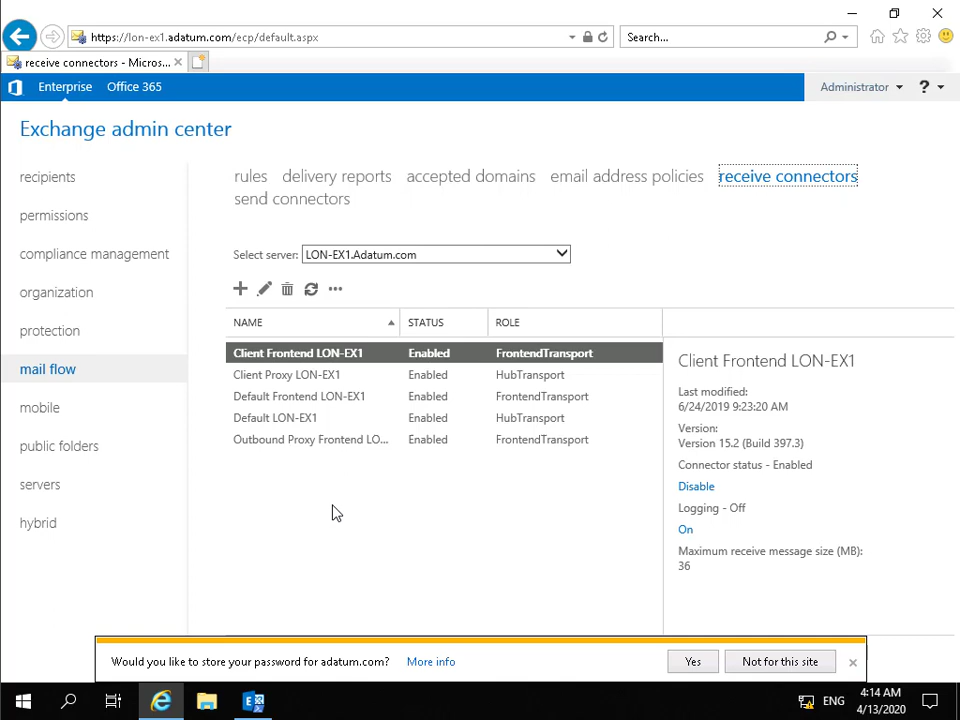 https://lon-ex1.adatum.com/ecp/default.aspx
Search...
receive connectors - Micros...
Enterprise Office 365
Administrator ?
Exchange admin center
recipients
permissions
compliance management
organization
protection
mail flow
mobile
public folders
servers
hybrid
rules delivery reports accepted domains email address policies receive connectors
send connectors
Select server: LON-EX1.Adatum.com
NAME STATUS ROLE
Client Frontend LON-EX1 Enabled FrontendTransport
Client Proxy LON-EX1 Enabled HubTransport
Default Frontend LON-EX1 Enabled FrontendTransport
Default LON-EX1 Enabled HubTransport
Outbound Proxy Frontend LO... Enabled FrontendTransport
Client Frontend LON-EX1
Last modified:
6/24/2019 9:23:20 AM
Version:
Version 15.2 (Build 397.3)
Connector status - Enabled
Disable
Logging - Off
On
Maximum receive message size (MB):
36
Would you like to store your password for adatum.com? More info Yes Not for this site
ENG
4:14 AM
4/13/2020